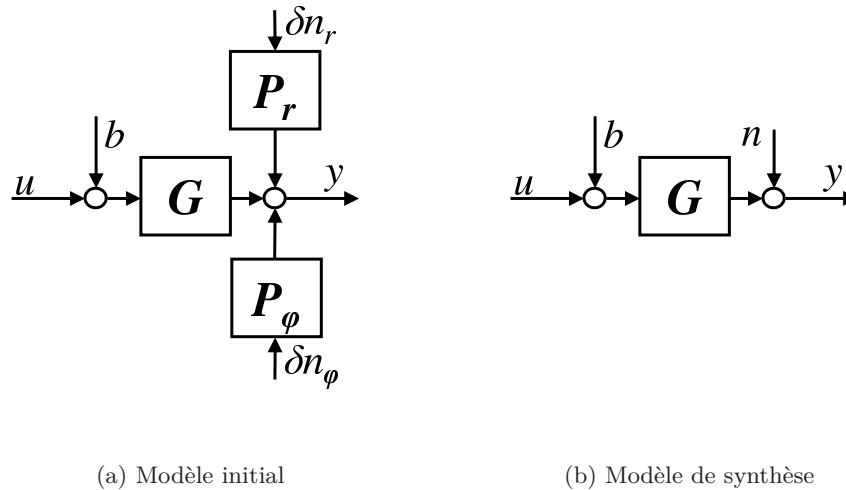 δn_r
P_r
b
u
G
y
P_φ
δn_φ
b
n
u
G
y
(a) Modèle initial
(b) Modèle de synthèse